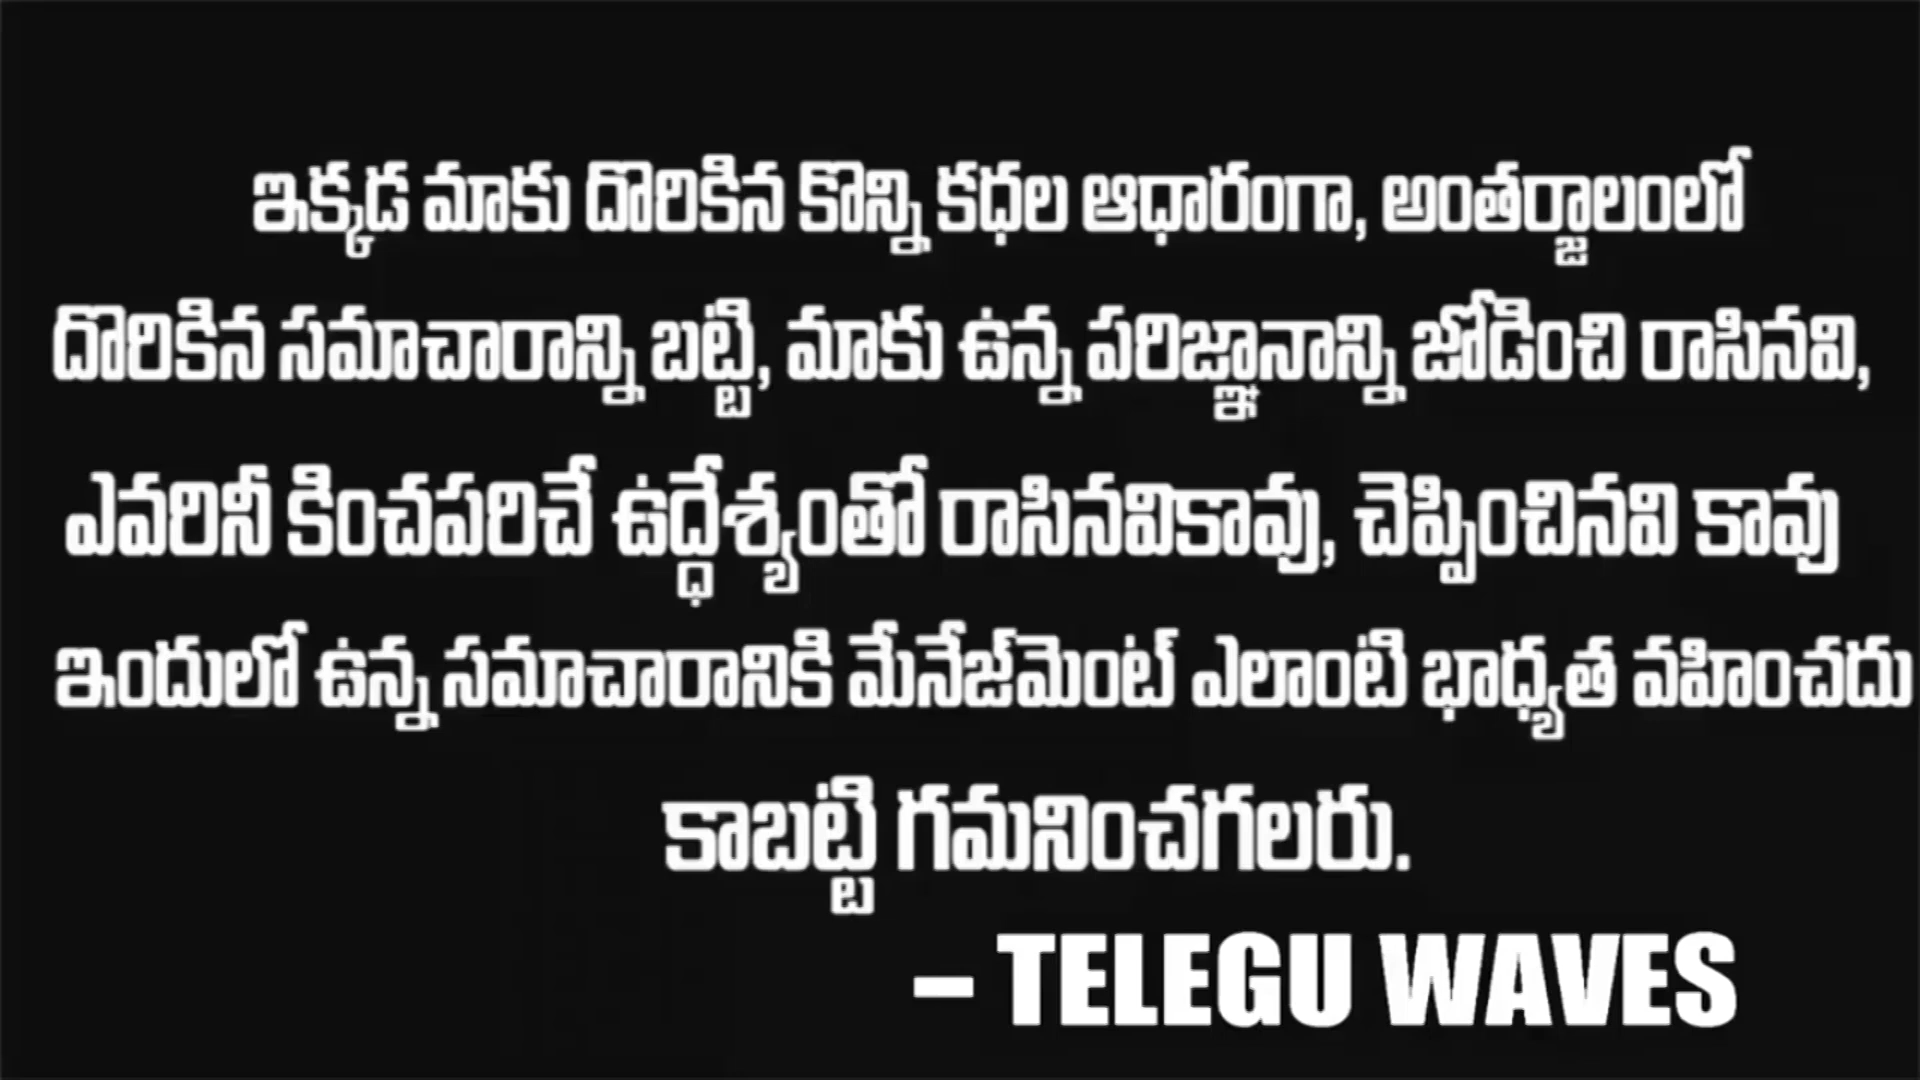 ఇక్కడ మాకు దొరికిన కొన్ని కధల ఆధారంగా, అంతర్జాలంలో
దొరికిన సమాచారాన్ని బట్టి, మాకు ఉన్న పరిజ్ఞానాన్ని జోడించి రాసినవి,
ఎవరినీ కించపరిచే ఉద్ధేశ్యంతో రాసినవికావు, చెప్పించినవి కావు
ఇందులో ఉన్న సమాచారానికి మేనేజ్‌మెంట్ ఎలాంటి భాధ్యత వహించదు
కాబట్టి గమనించగలరు.
– TELEGU WAVES